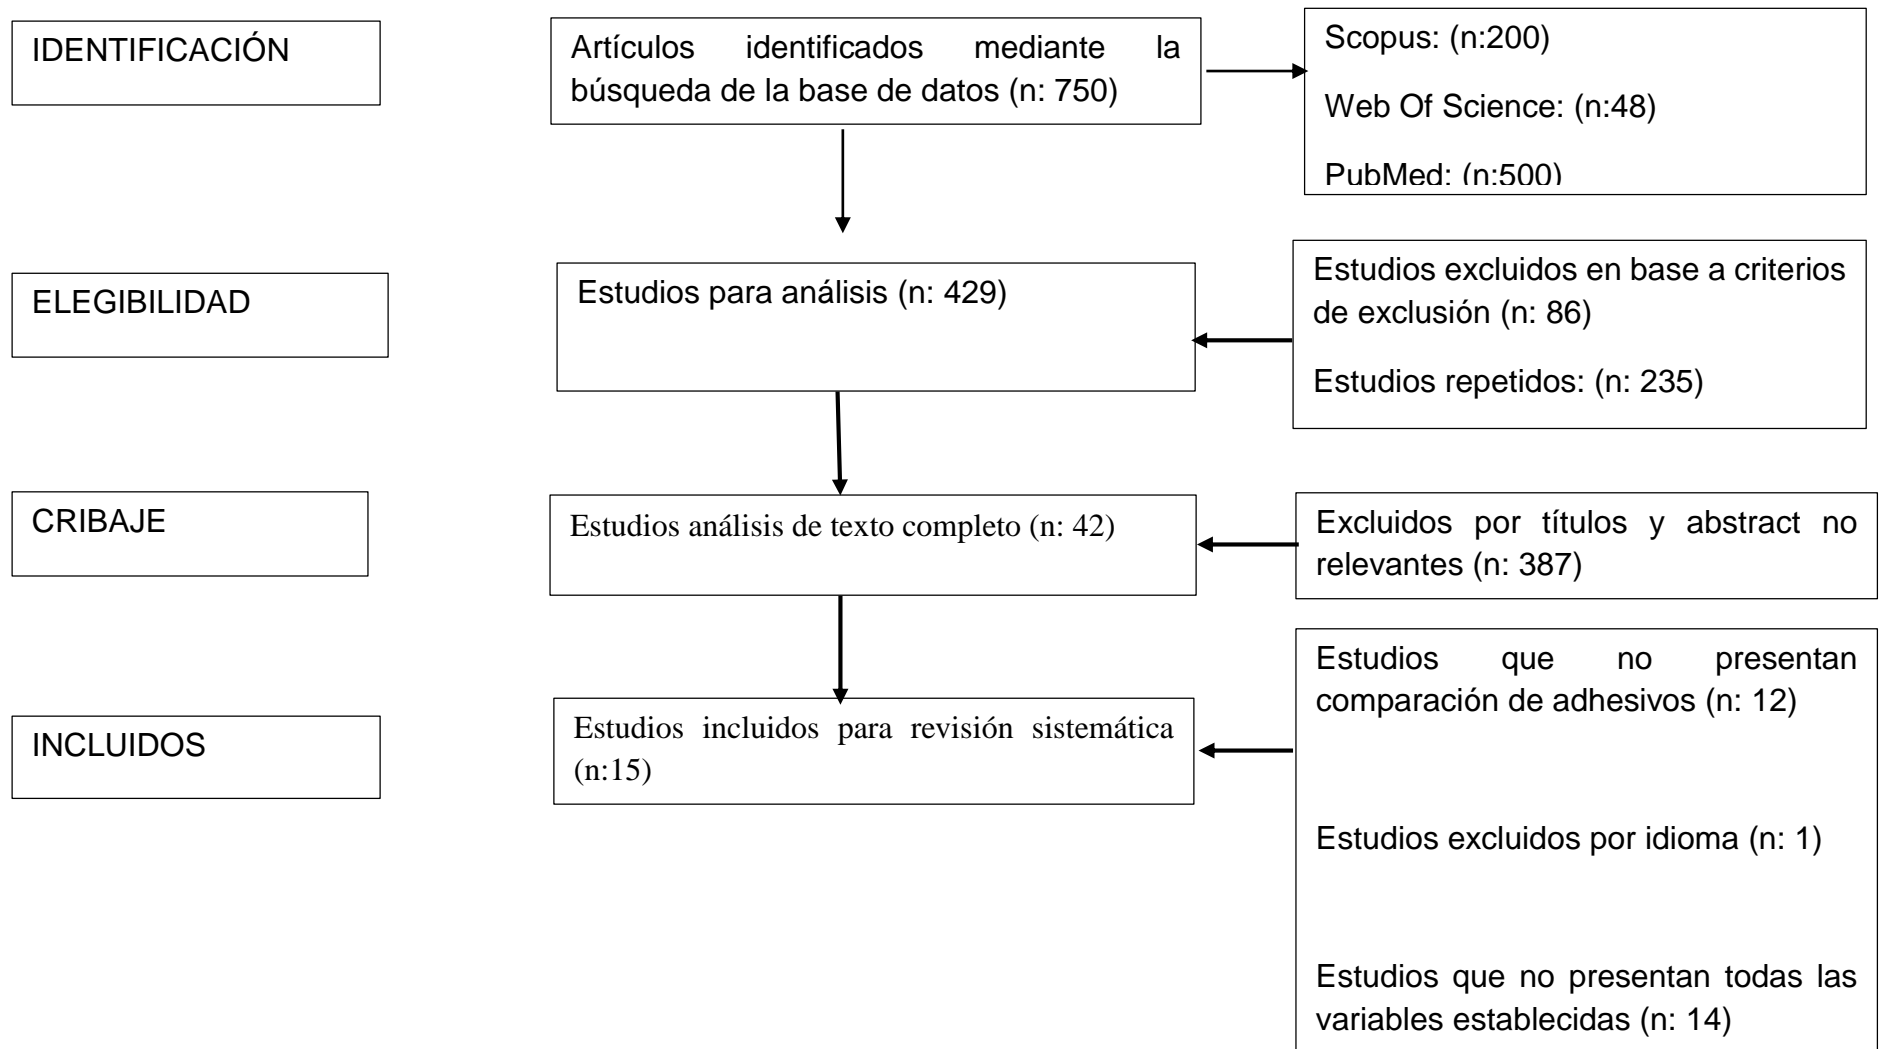 IDENTIFICACIÓN
Artículos identificados mediante la
búsqueda de la base de datos (n: 750)
Scopus: (n:200)
Web Of Science: (n:48)
PubMed: (n:500)
ELEGIBILIDAD
Estudios para análisis (n: 429)
Estudios excluidos en base a criterios
de exclusión (n: 86)
Estudios repetidos: (n: 235)
CRIBAJE
Estudios análisis de texto completo (n: 42)
Excluidos por títulos y abstract no
relevantes (n: 387)
INCLUIDOS
Estudios incluidos para revisión sistemática
(n:15)
Estudios que no presentan
comparación de adhesivos (n: 12)
Estudios excluidos por idioma (n: 1)
Estudios que no presentan todas las
variables establecidas (n: 14)